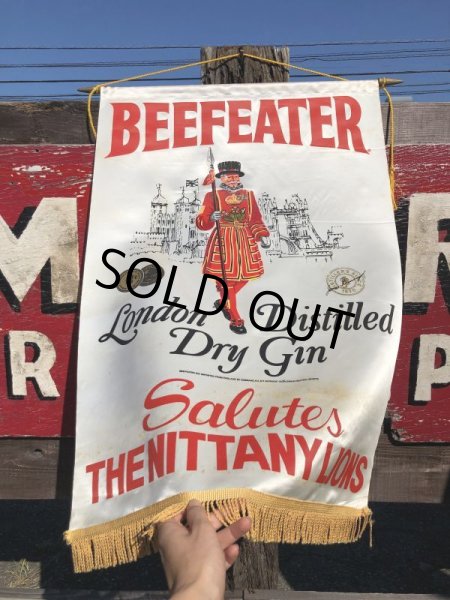 BEEFEATER
SOLD OUT
London Distilled
Dry Gin
Salutes
THE NITTANY LIONS
M
R
R
P